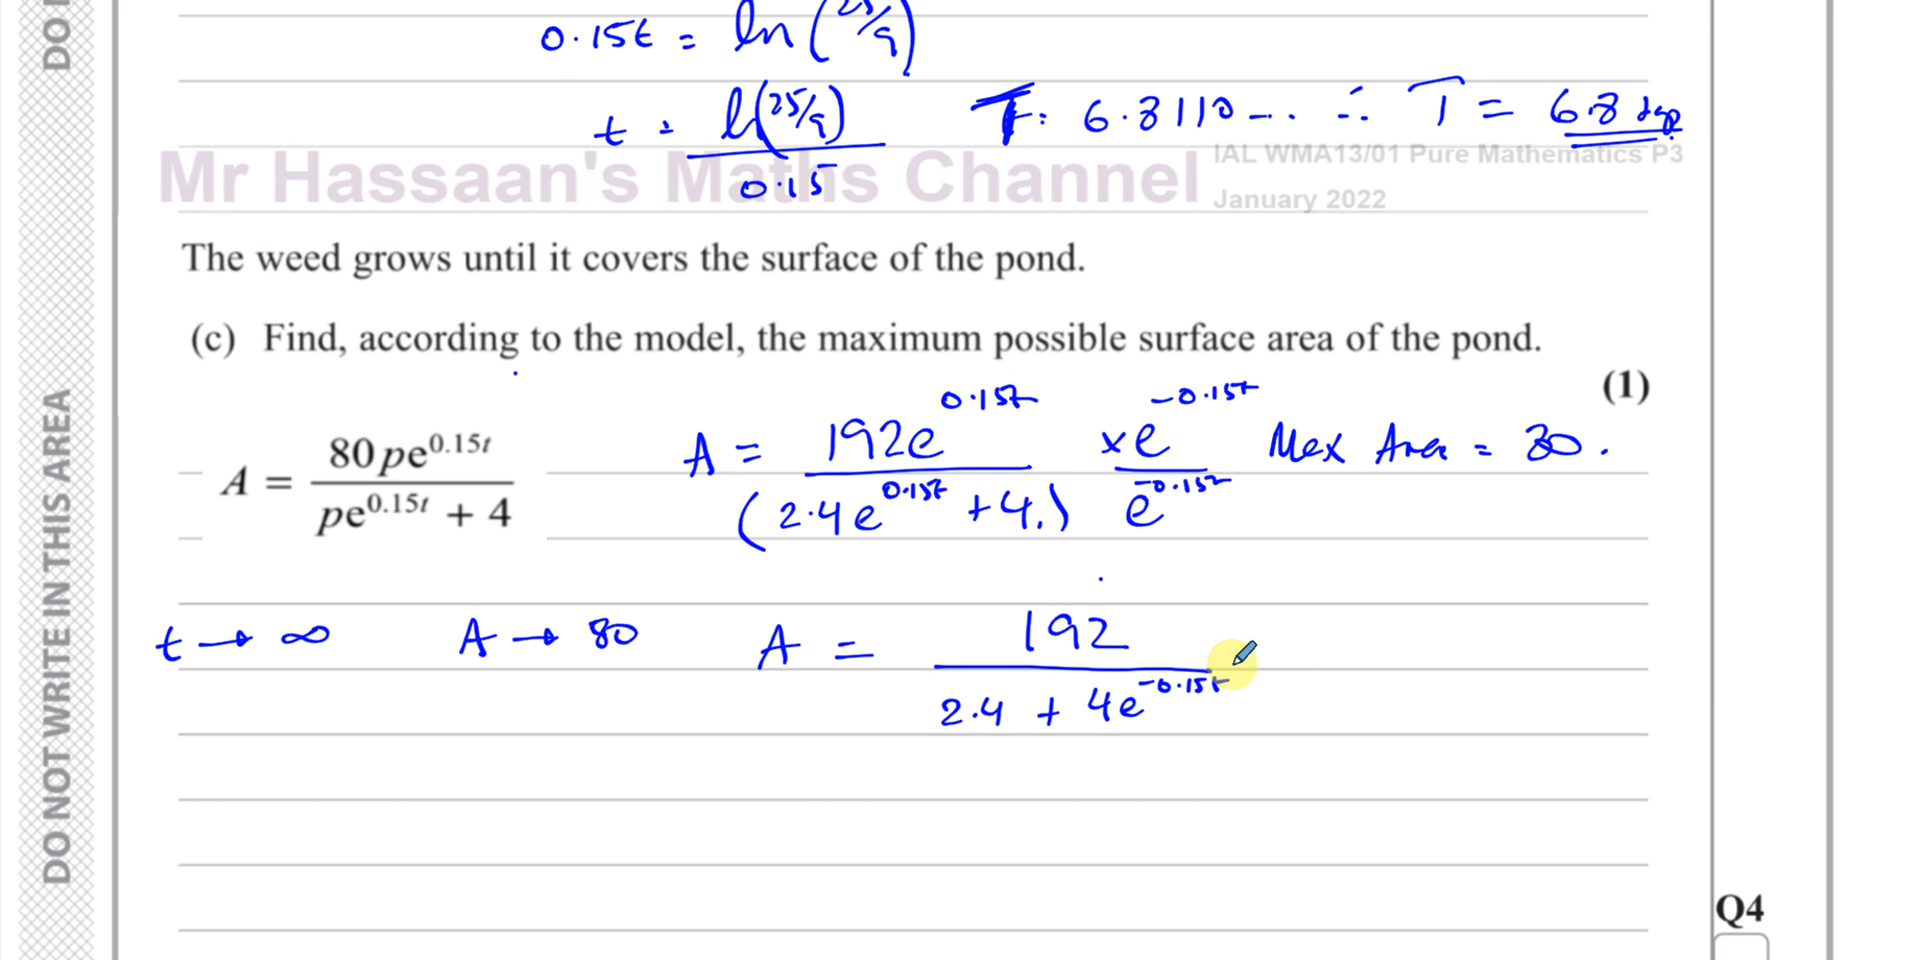 DO NOT WRITE IN THIS AREA
0.15t = ln(25/9)
t = l(25/9) / 0.15 T: 6.8110... ∴ T = 6.8
Mr Hassaan's Maths Channel IAL WMA13/01 Pure Mathematics P3
January 2022
The weed grows until it covers the surface of the pond.
(c) Find, according to the model, the maximum possible surface area of the pond.
(1)
A = 80pe^0.15t / pe^0.15t + 4
A = 192e^0.15t / (2.4e^0.15t + 4.) × e^-0.15t / e^-0.15t Max Area = 80.
t → ∞ A → 80 A = 192 / 2.4 + 4e^-0.15t
Q4